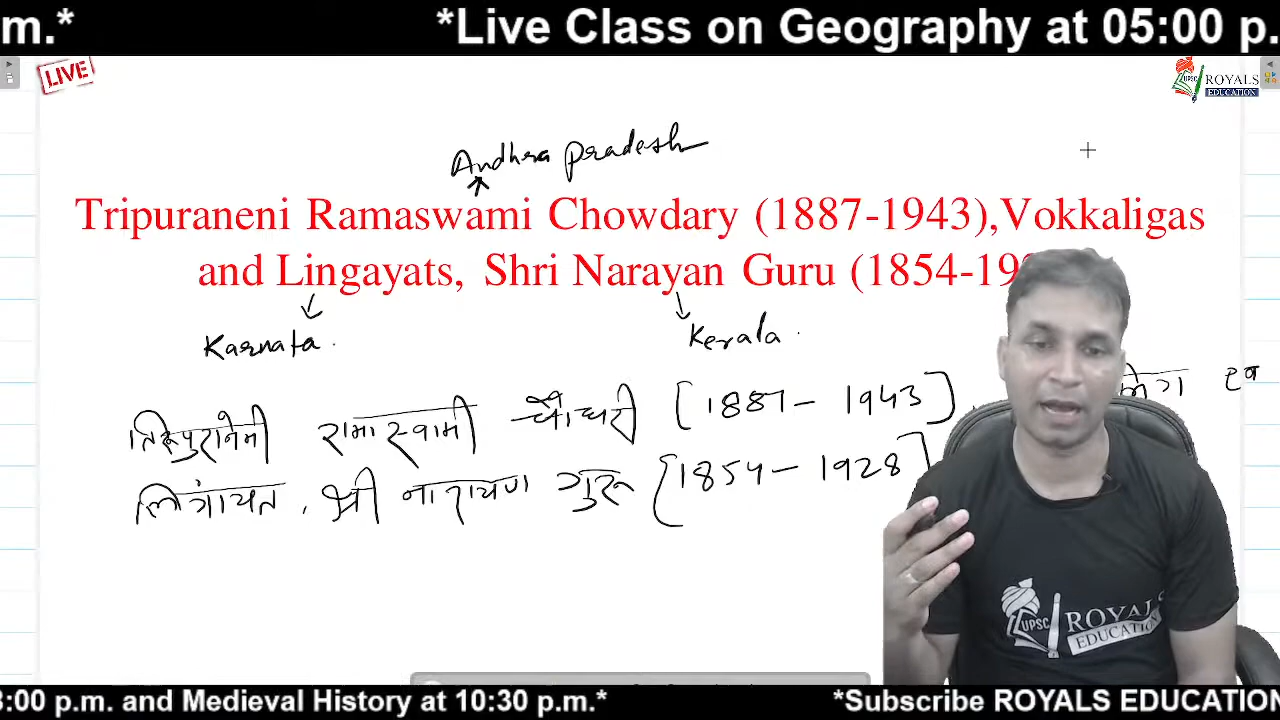 m.* *Live Class on Geography at 05:00 p.
LIVE
UPSC ROYALS
EDUCATION
Andhra pradesh
Tripuraneni Ramaswami Chowdary (1887-1943),Vokkaligas
and Lingayats, Shri Narayan Guru (1854-19
Karnata
Kerala
तिरूपुरानेमी रामा स्वामी चौधरी [1887 - 1943],
लिंगायत, श्री नारायण गुरू [1854 - 1928]
UPSC ROYALS
EDUCATION
3:00 p.m. and Medieval History at 10:30 p.m.* *Subscribe ROYALS EDUCATION